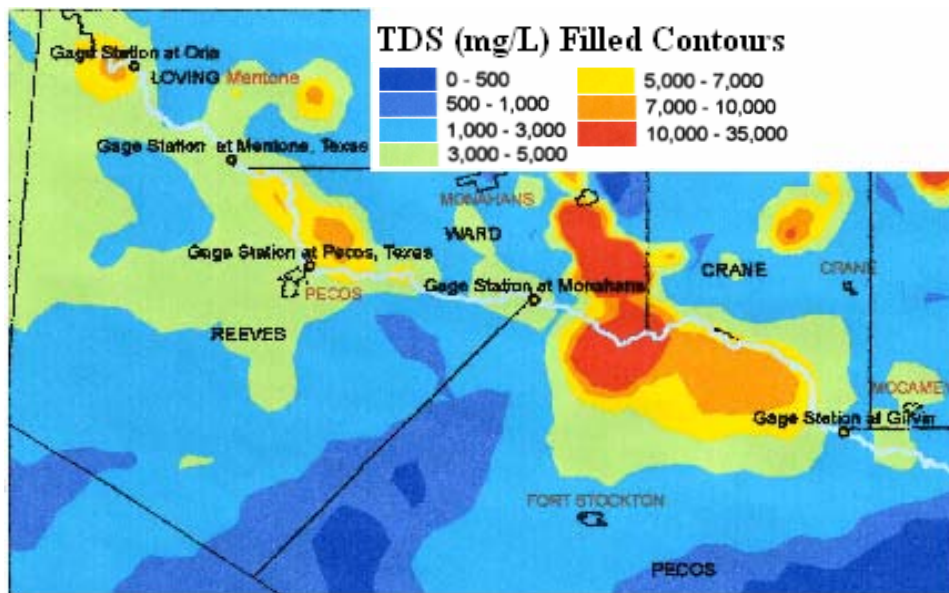 TDS (mg/L) Filled Contours
0 - 500
500 - 1,000
1,000 - 3,000
3,000 - 5,000
5,000 - 7,000
7,000 - 10,000
10,000 - 35,000
Gage Station at Orla
LOVING Mentone
Gage Station at Mentone, Texas
MONAHANS
WARD
Gage Station at Pecos, Texas
CRANE
CRANE
PECOS
Gage Station at Monahans
REEVES
MCCAME
Gage Station at Girvin
FORT STOCKTON
PECOS